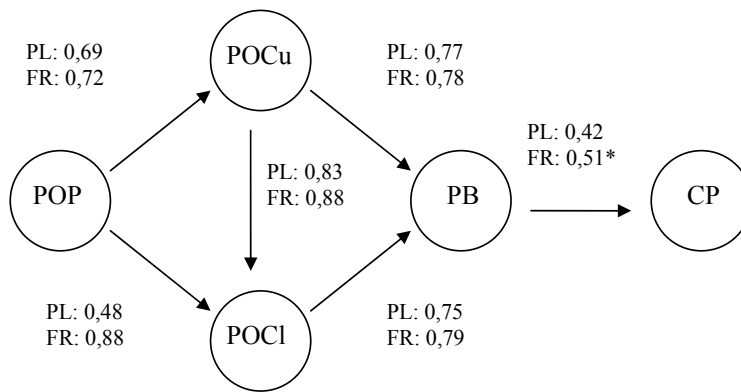 PL: 0,69
FR: 0,72
POCu
PL: 0,77
FR: 0,78
POP
PL: 0,83
FR: 0,88
PB
PL: 0,42
FR: 0,51*
CP
PL: 0,48
FR: 0,88
POCl
PL: 0,75
FR: 0,79